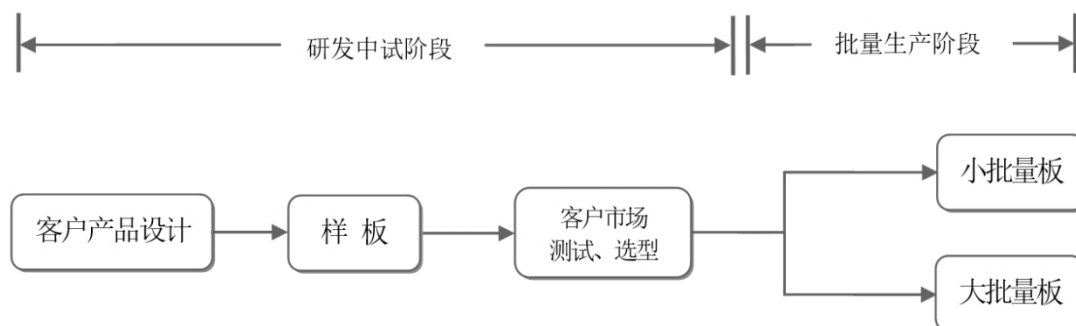 研发中试阶段
批量生产阶段
小批量板
客户产品设计
样 板
客户市场
测试、选型
大批量板